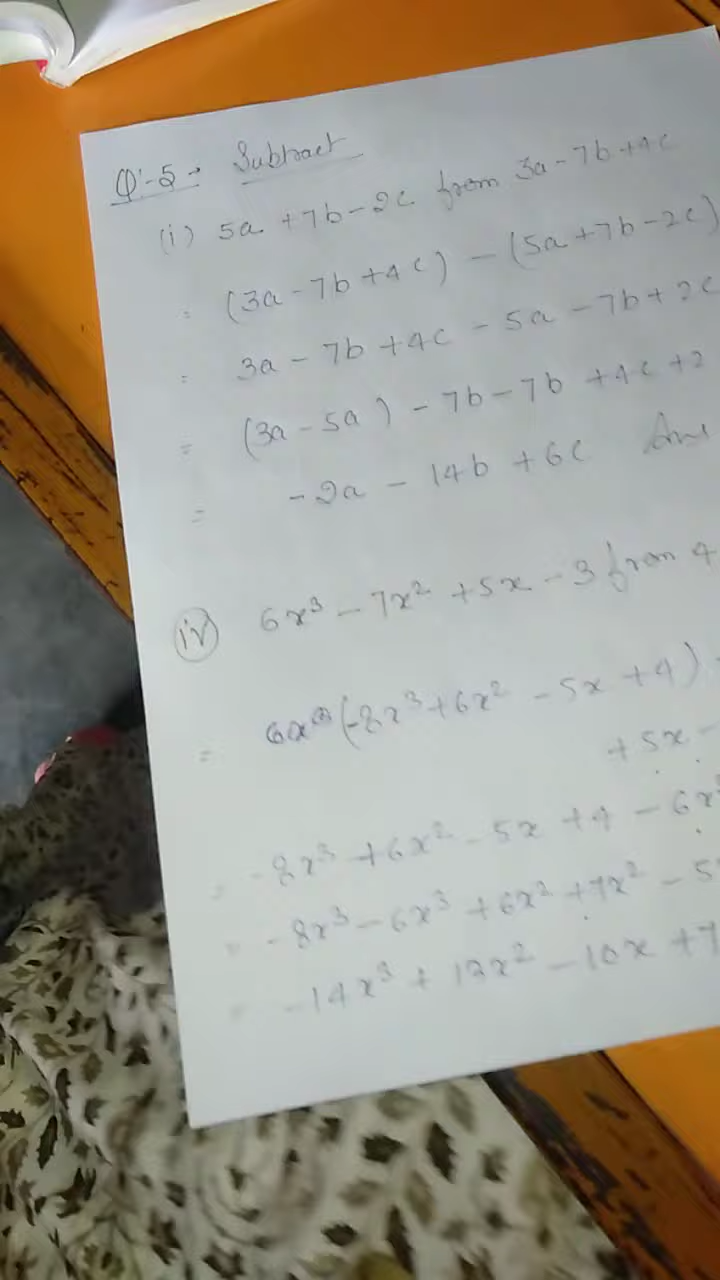 Q:-5:- Subtract
(i) 5a + 7b - 2c from 3a - 7b + 4c
= (3a - 7b + 4c) - (5a + 7b - 2c)
= 3a - 7b + 4c - 5a - 7b + 2c
= (3a - 5a) - 7b - 7b + 4c + 2
= -2a - 14b + 6c Ans
(iv) 6x³ - 7x² + 5x - 3 from 4
= (-8x³ + 6x² - 5x + 4)
+ 5x -
= -8x³ + 6x² - 5x + 4 - 6x³
= -8x³ - 6x³ + 6x² + 7x² - 5
= -14x³ + 13x² - 10x + 7